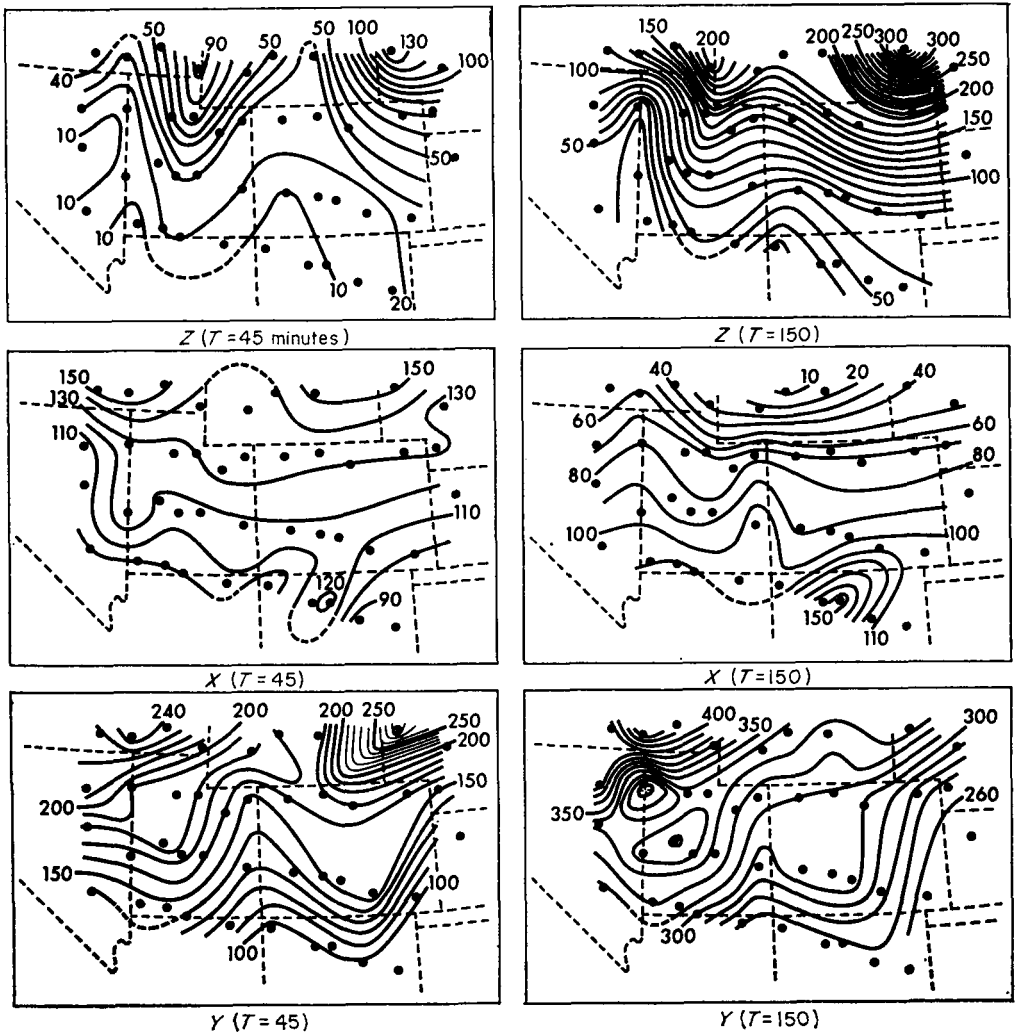 50 90 50 50 100 130
40 100
10
50
10
10
10 20
Z (T = 45 minutes)
150 200 200 250 300 300
100 250
200
150
50
100
50
Z (T = 150)
150 150
130 130
110
110
120
90
X (T = 45)
40 10 20 40
60 60
80 80
100 100
150
110
X (T = 150)
240 200 200 250 250
200
200 150
150
100
100
Y (T = 45)
400 350 300
350 260
300
Y (T = 150)